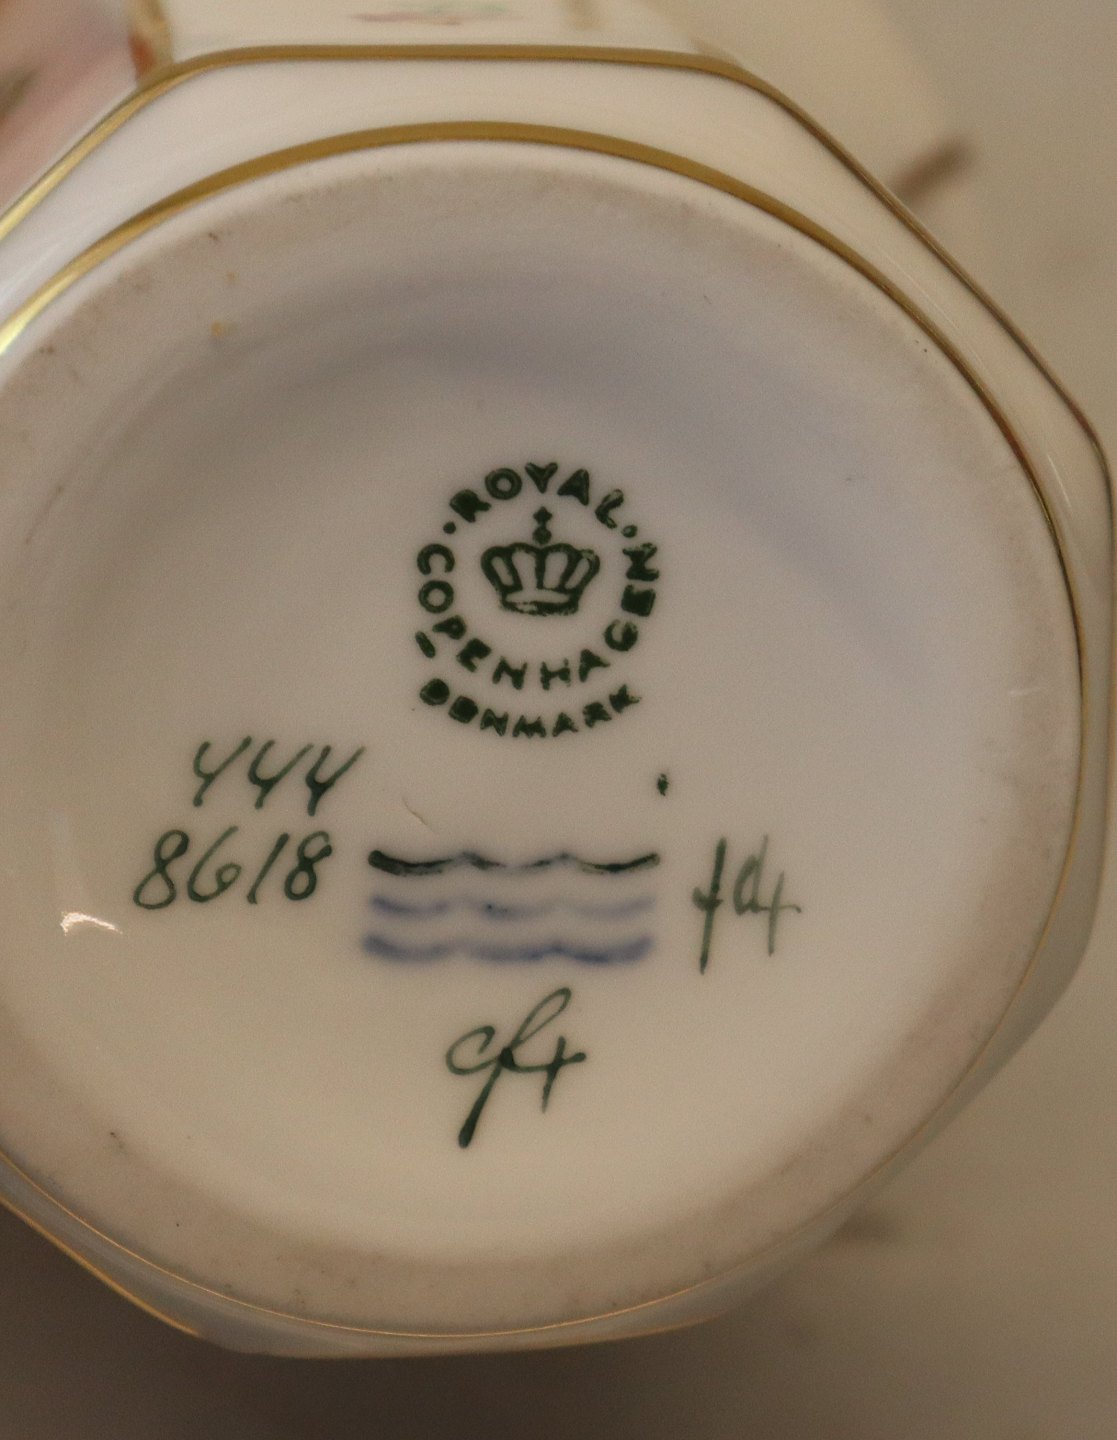 ROYAL
COPENHAGEN
DENMARK
444
8618